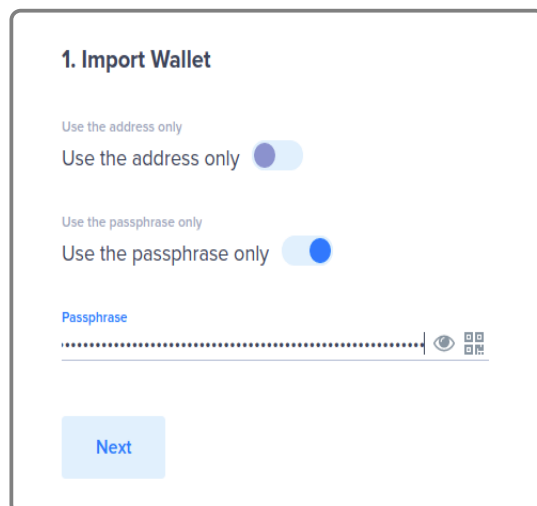 1. Import Wallet
Use the address only
Use the address only
Use the passphrase only
Use the passphrase only
Passphrase
Next